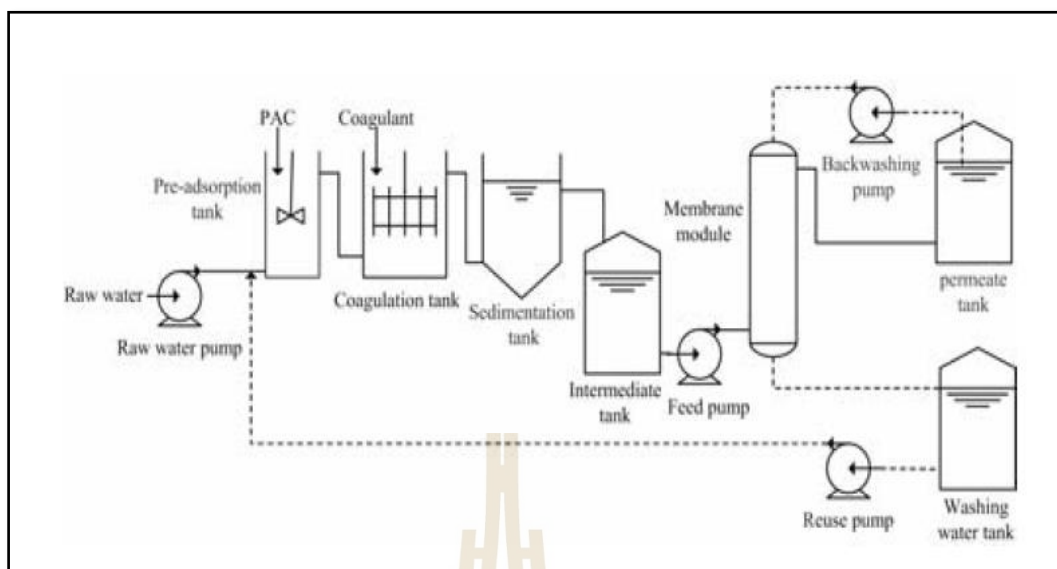 PAC
Coagulant
Pre-adsorption
tank
Raw water
Raw water pump
Coagulation tank
Sedimentation
tank
Intermediate
tank
Feed pump
Membrane
module
Backwashing
pump
permeate
tank
Reuse pump
Washing
water tank